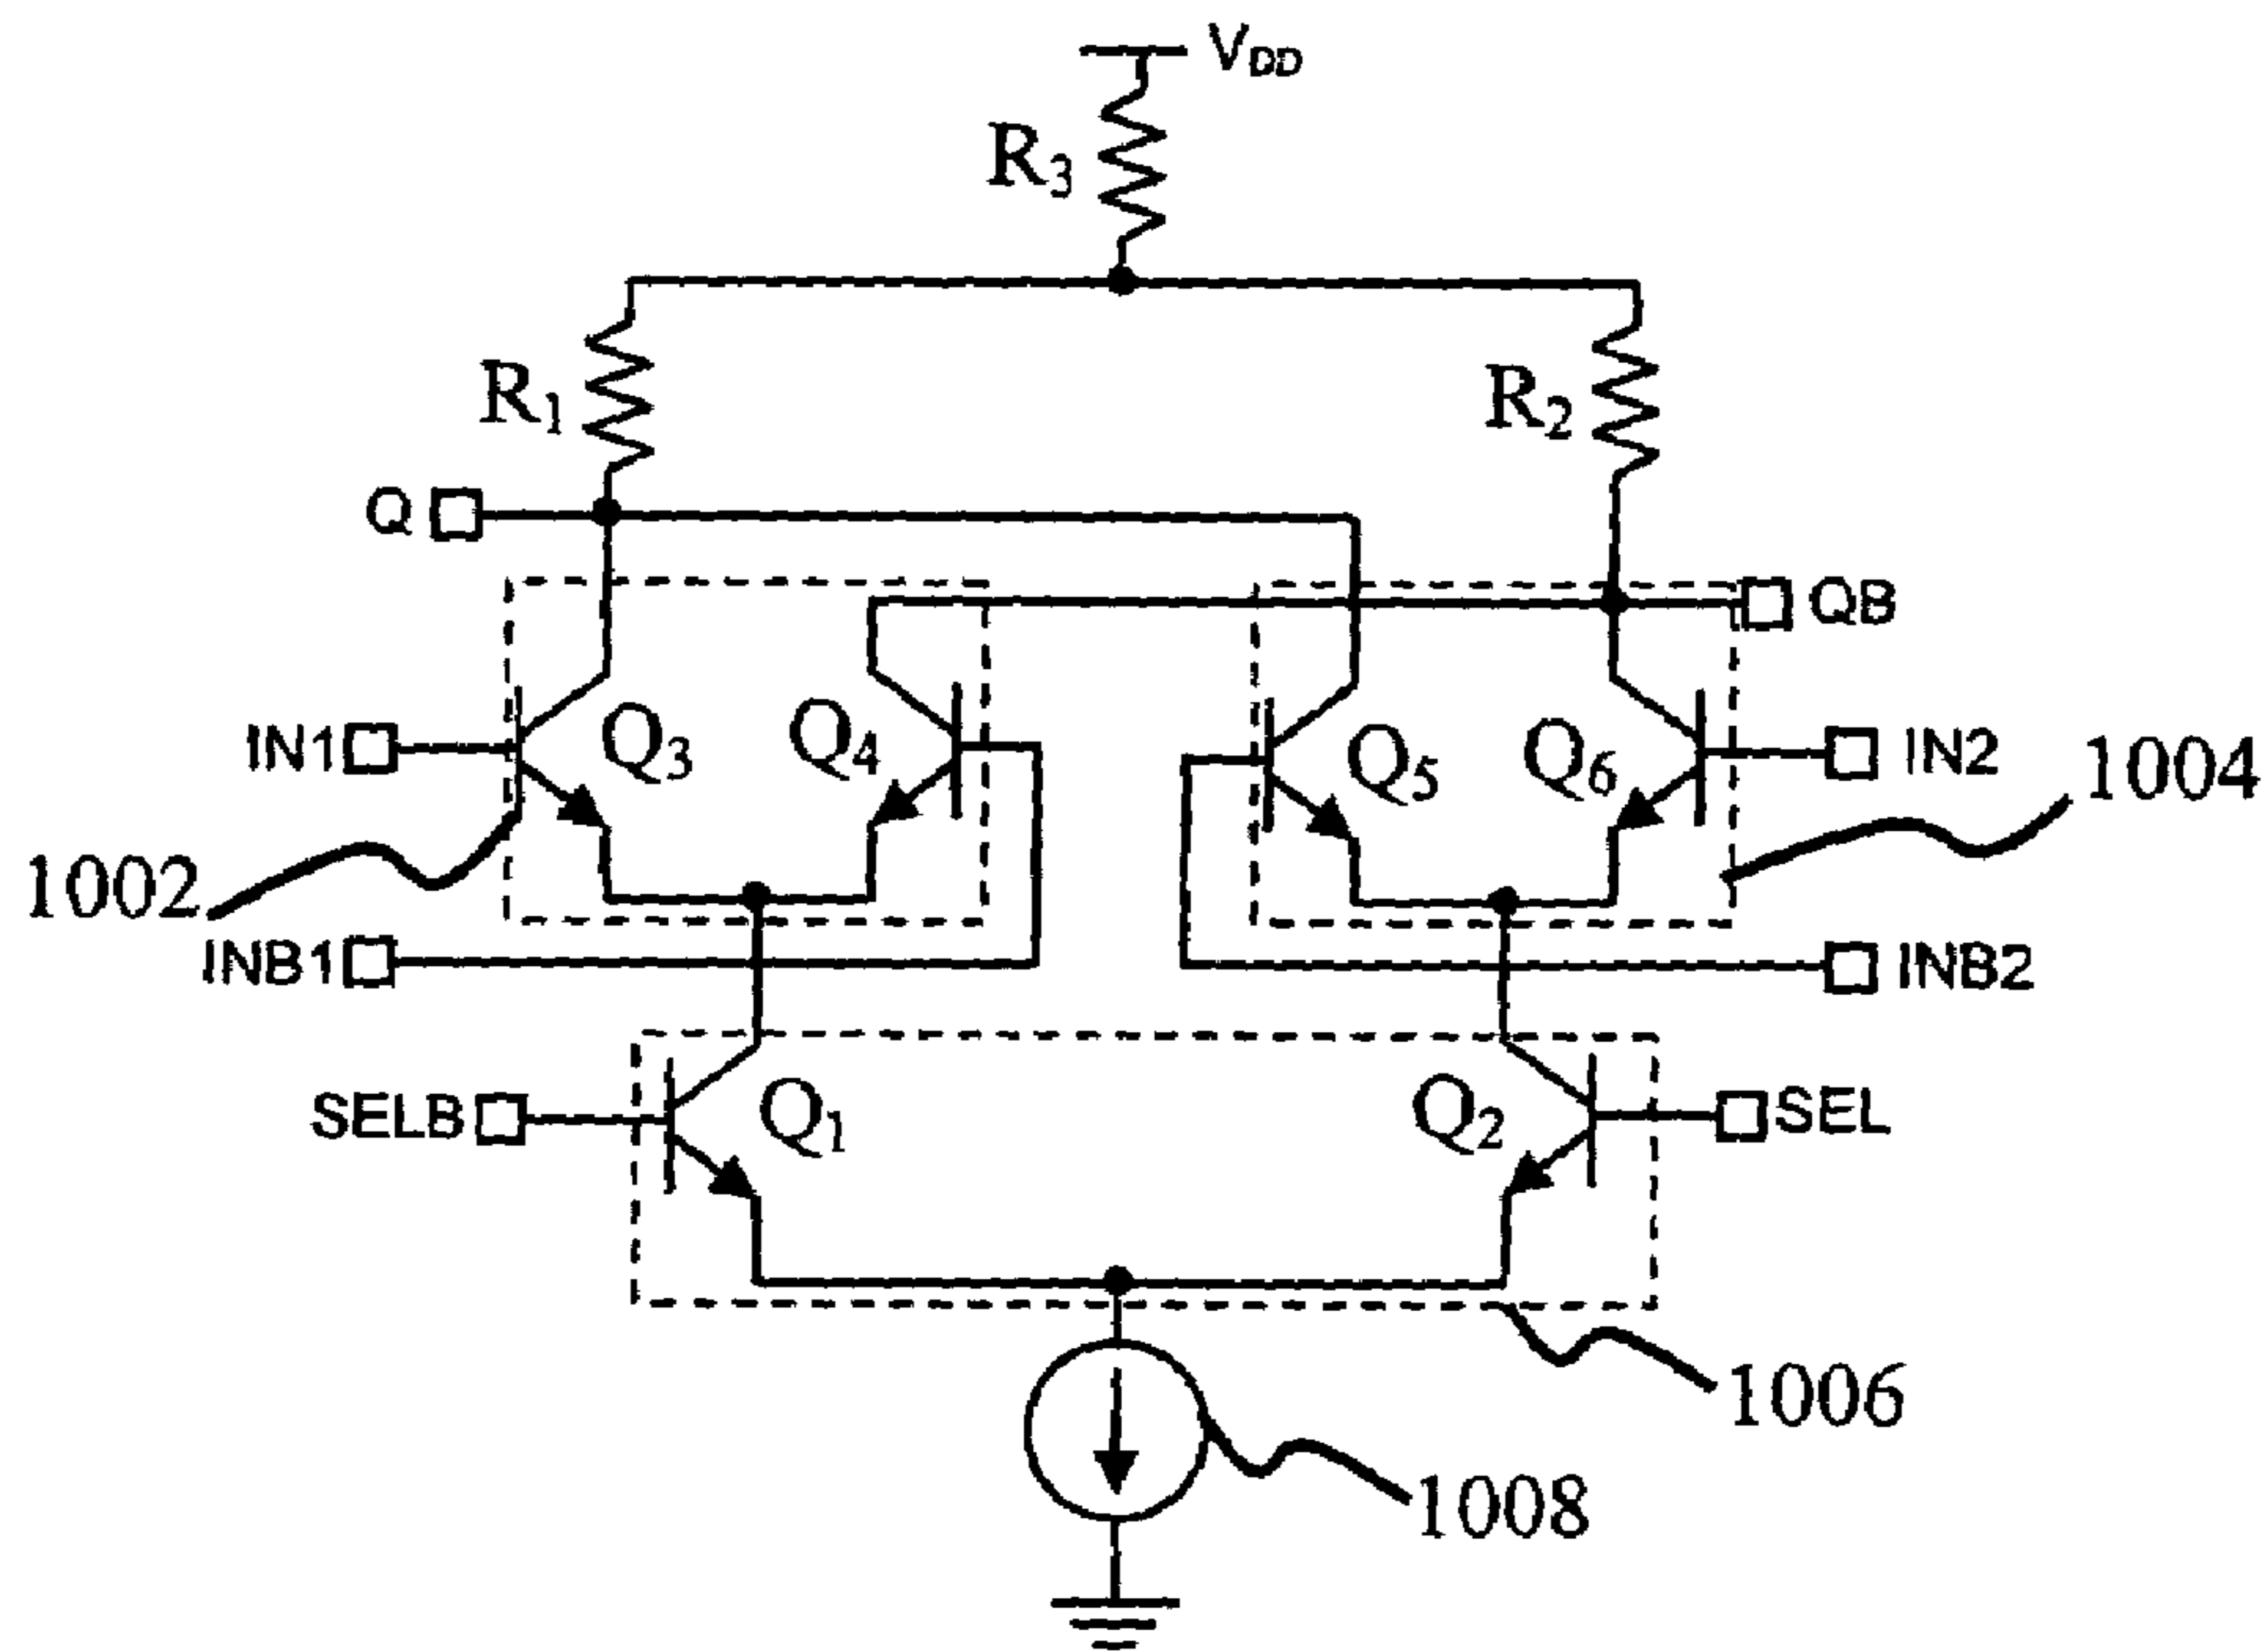 VDD
R3
R1
R2
Q
QB
IN1
Q3
Q4
Q5
Q6
IN2
1004
1002
INB1
INB2
SELB
Q1
Q2
SEL
1006
1008